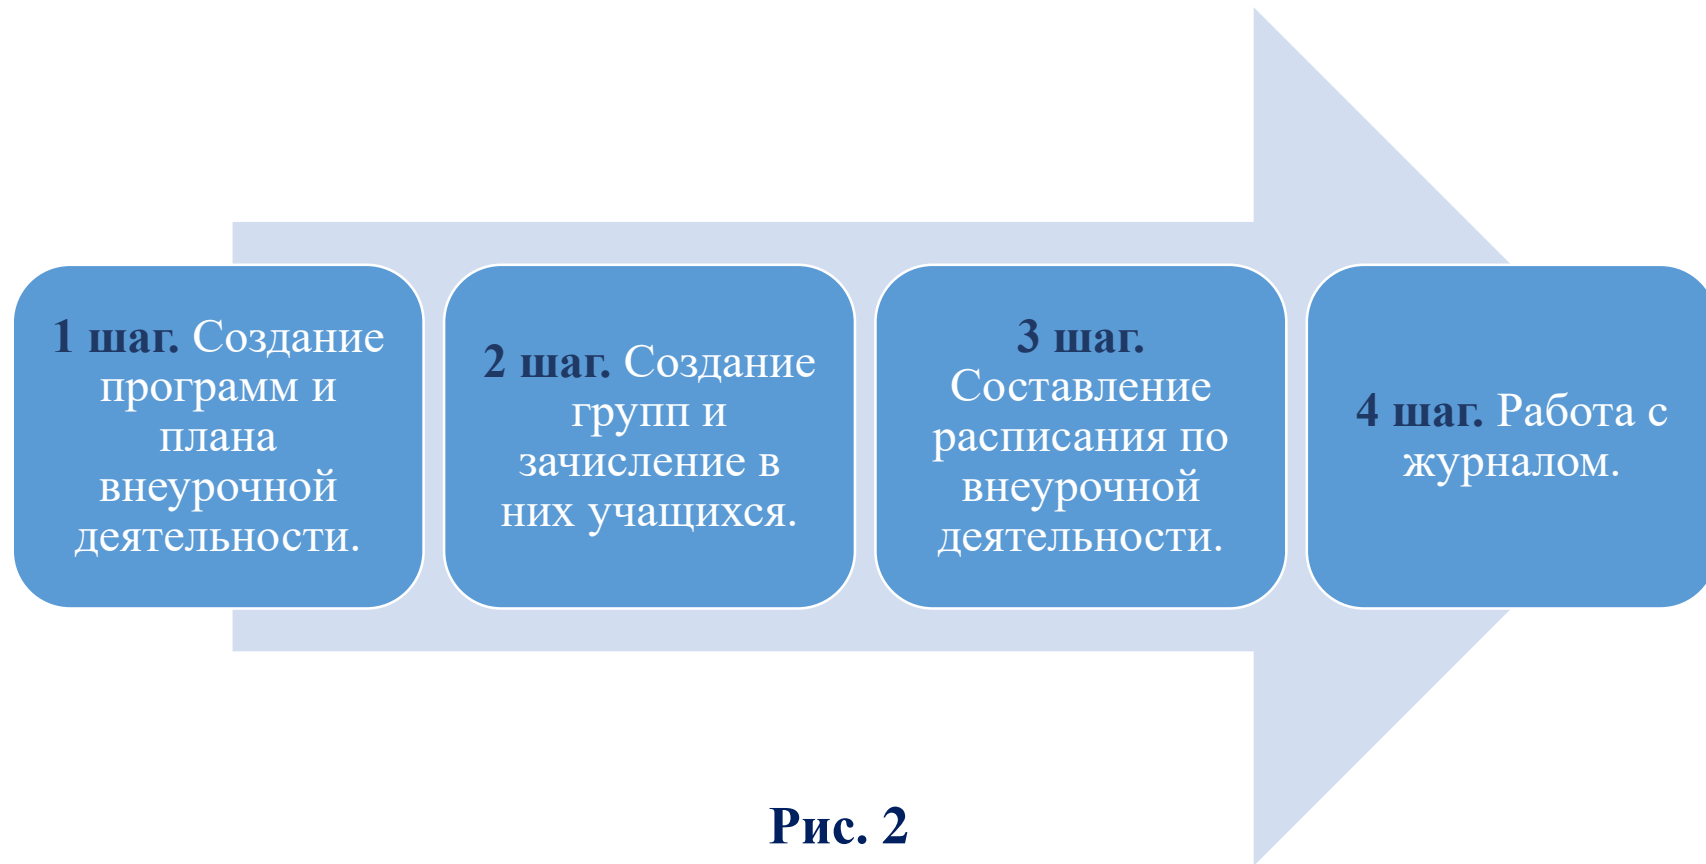 1 шаг. Создание
программ и
плана
внеурочной
деятельности.
2 шаг. Создание
групп и
зачисление в
них учащихся.
3 шаг.
Составление
расписания по
внеурочной
деятельности.
4 шаг. Работа с
журналом.
Рис. 2